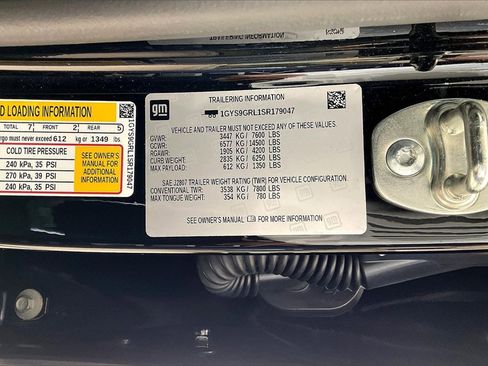 D LOADING INFORMATION
TOTAL 7 FRONT 2 REAR 5
rgo must never exceed 612 kg or 1349 lbs
COLD TIRE PRESSURE
240 kPA, 35 PSI
270 kPA, 39 PSI
240 kPA, 35 PSI
SEE OWNER'S
MANUAL FOR
ADDITIONAL
INFORMATION
1GYS9GRL1SR179047
gm
TRAILERING INFORMATION
1GYS9GRL1SR179047
VEHICLE AND TRAILER MUST NOT EXCEED ANY OF THESE VALUES.
GVWR: 3447 KG / 7600 LBS
GCWR: 6577 KG / 14500 LBS
RGAWR: 1905 KG / 4200 LBS
CURB WEIGHT: 2835 KG / 6250 LBS
MAX PAYLOAD: 612 KG / 1350 LBS
SAE J2807 TRAILER WEIGHT RATING (TWR) FOR VEHICLE CONFIGURATION.
CONVENTIONAL TWR: 3538 KG / 7800 LBS
MAX TONGUE WEIGHT: 354 KG / 780 LBS
SEE OWNER'S MANUAL FOR MORE INFORMATION